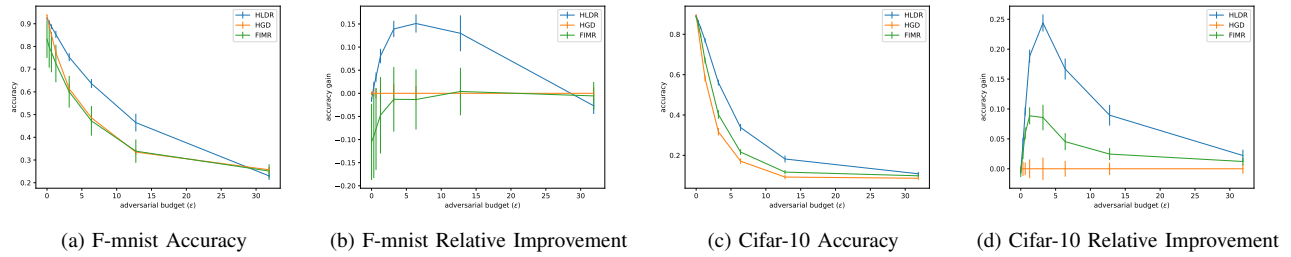 0.9
0.8
0.7
0.6
0.5
0.4
0.3
0.2
accuracy
0
5
10
15
20
25
30
adversarial budget (ε)
HLDR
HGD
FIMR
(a) F-mnist Accuracy
0.15
0.10
0.05
0.00
−0.05
−0.10
−0.15
−0.20
accuracy gain
0
5
10
15
20
25
30
adversarial budget (ε)
HLDR
HGD
FIMR
(b) F-mnist Relative Improvement
0.8
0.6
0.4
0.2
accuracy
0
5
10
15
20
25
30
adversarial budget (ε)
HLDR
HGD
FIMR
(c) Cifar-10 Accuracy
0.25
0.20
0.15
0.10
0.05
0.00
accuracy gain
0
5
10
15
20
25
30
adversarial budget (ε)
HLDR
HGD
FIMR
(d) Cifar-10 Relative Improvement